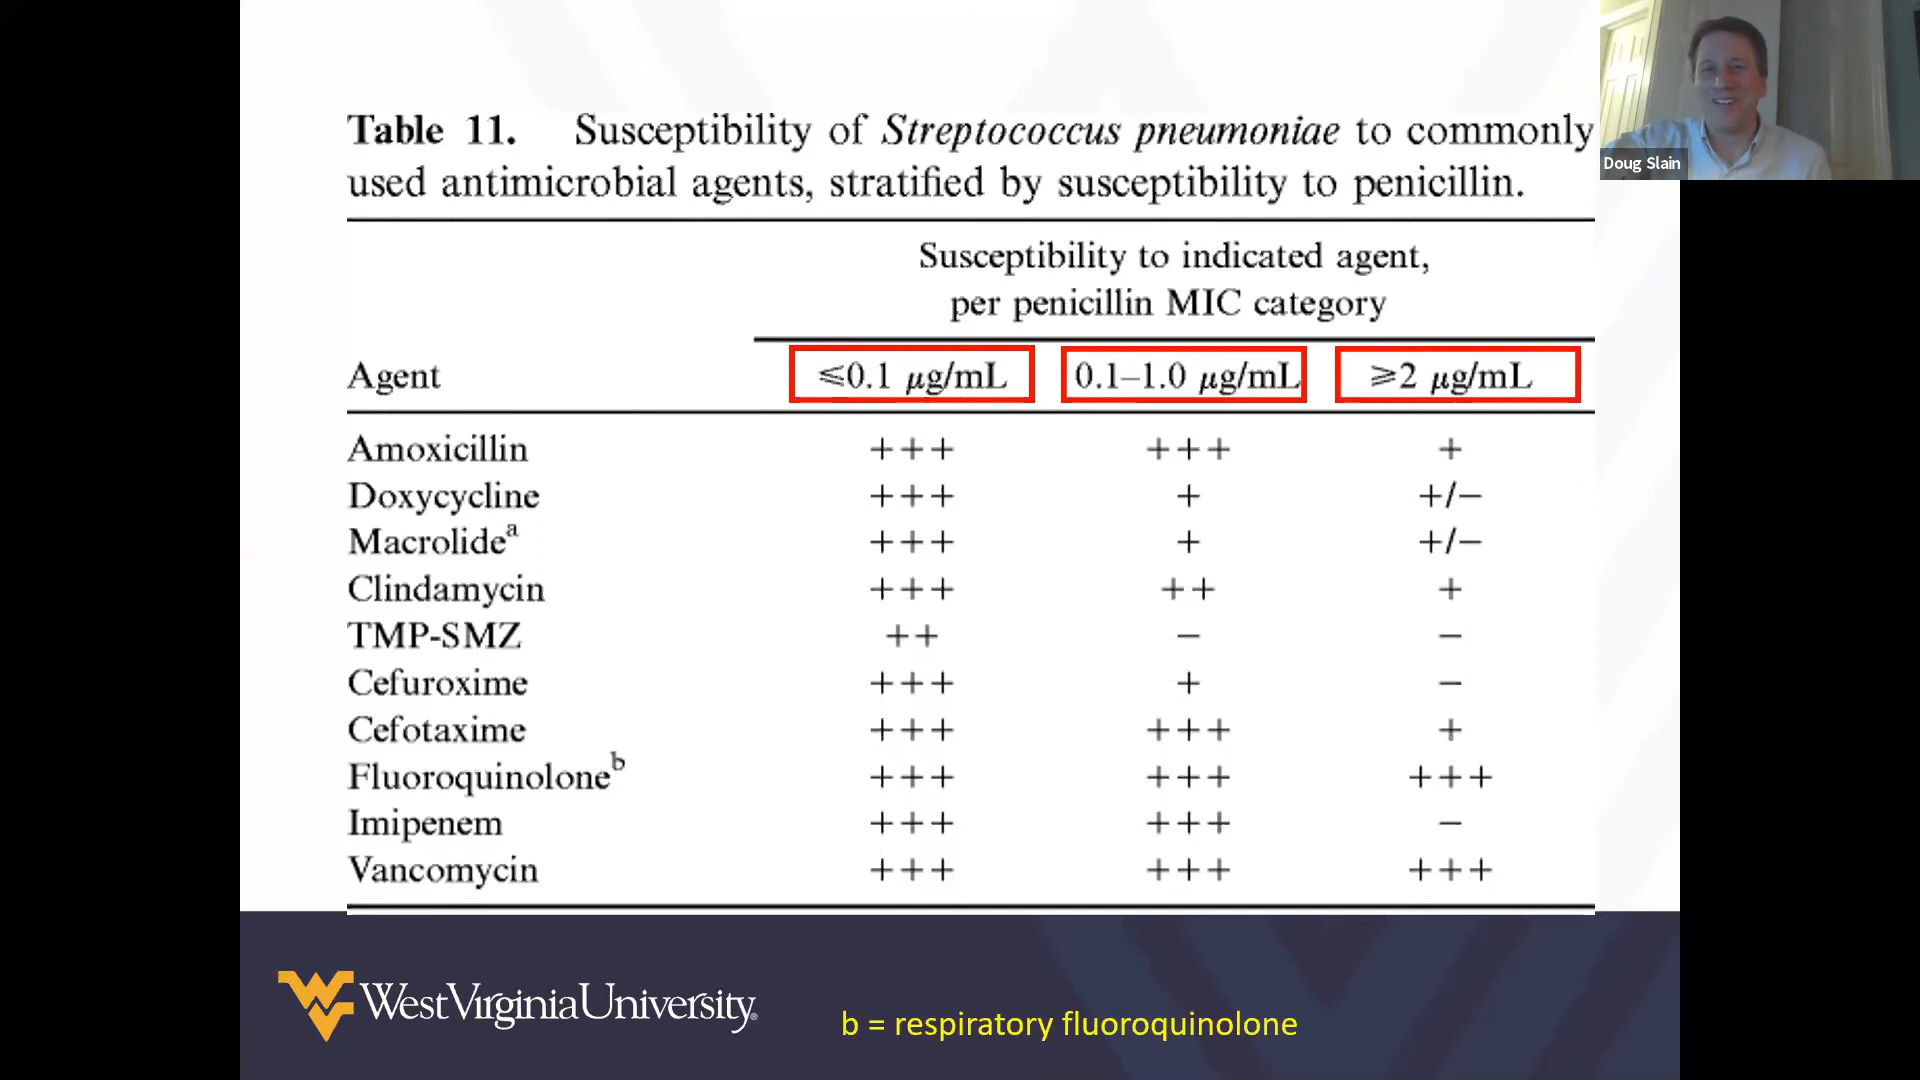 Table 11. Susceptibility of Streptococcus pneumoniae to commonly
used antimicrobial agents, stratified by susceptibility to penicillin.
Doug Slain
Susceptibility to indicated agent,
per penicillin MIC category
Agent ⩽0.1 μg/mL 0.1–1.0 μg/mL ⩾2 μg/mL
Amoxicillin +++ +++ +
Doxycycline +++ + +/−
Macrolideᵃ +++ + +/−
Clindamycin +++ ++ +
TMP-SMZ ++ − −
Cefuroxime +++ + −
Cefotaxime +++ +++ +
Fluoroquinoloneᵇ +++ +++ +++
Imipenem +++ +++ −
Vancomycin +++ +++ +++
WV WestVirginiaUniversity®
b = respiratory fluoroquinolone